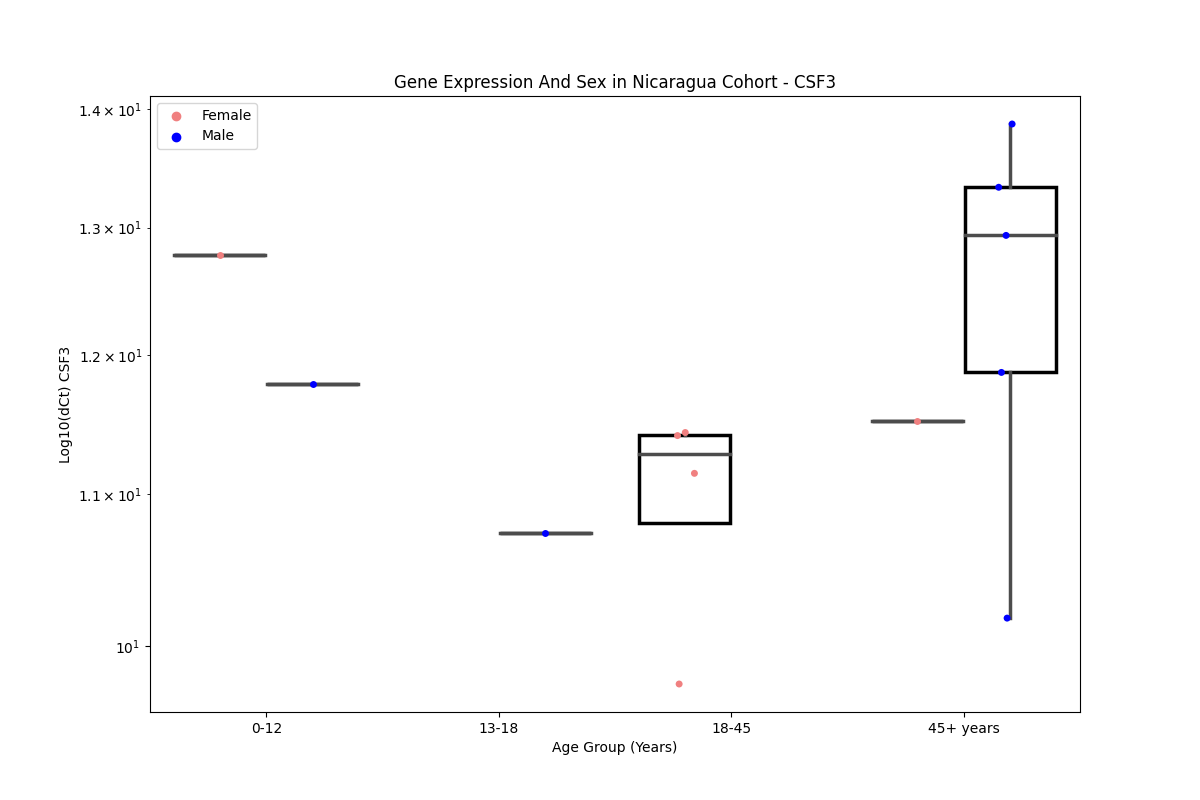 Gene Expression And Sex in Nicaragua Cohort - CSF3
Female
Male
1.4 × 10¹
1.3 × 10¹
1.2 × 10¹
1.1 × 10¹
10¹
Log10(dCt) CSF3
0-12
13-18
18-45
45+ years
Age Group (Years)